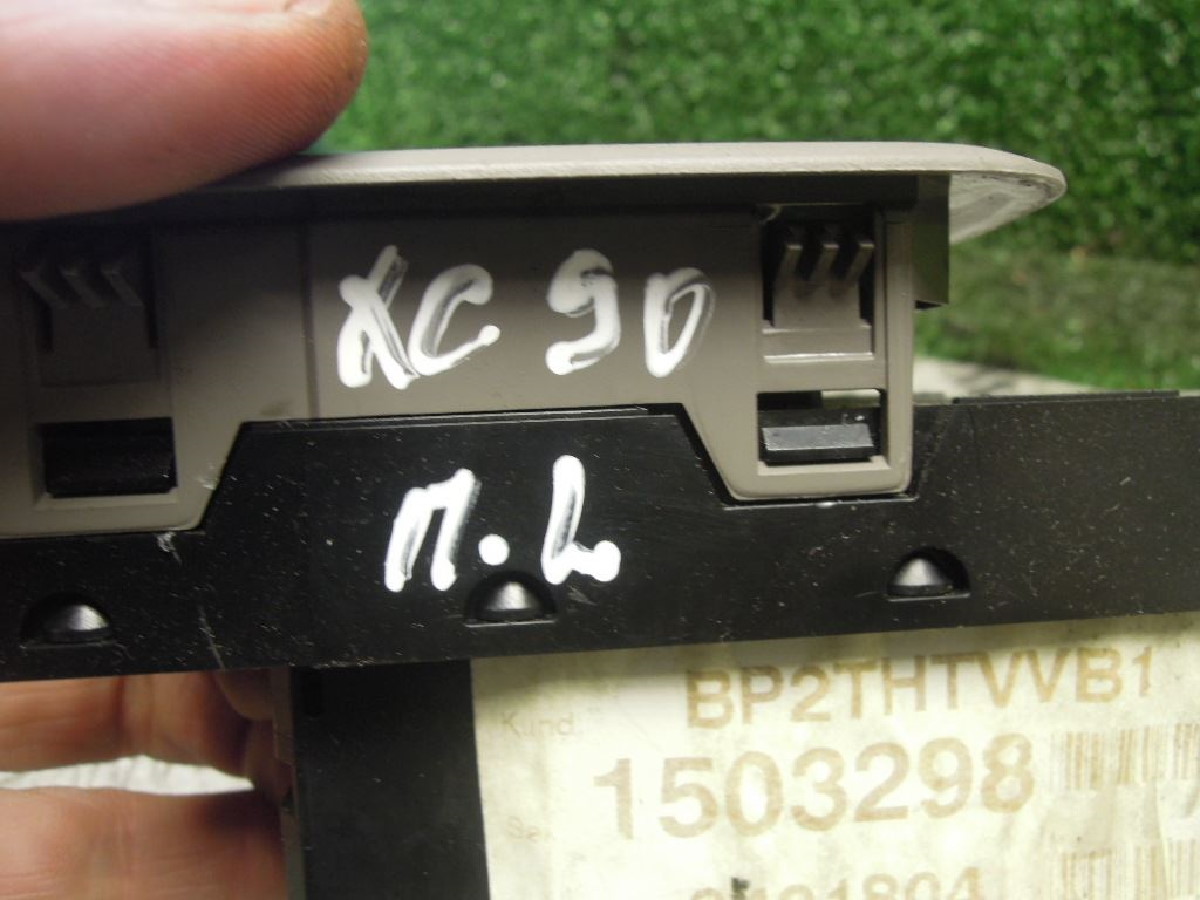 XC 90
П.L.
BP2THTVVB1
Kund.
1503298